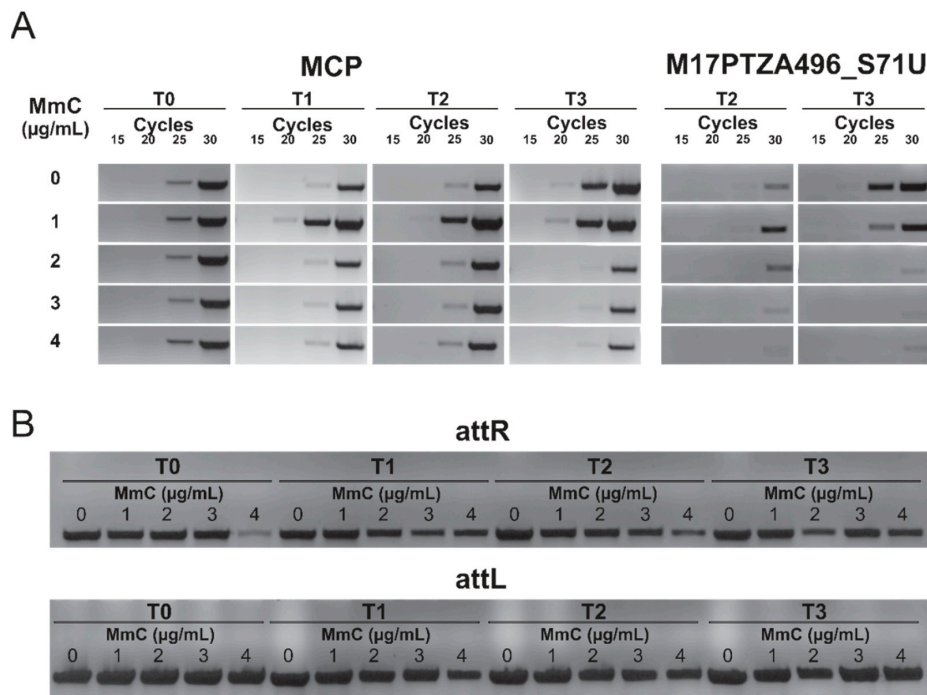 A
MCP M17PTZA496_S71U
MmC (µg/mL) T0 T1 T2 T3 T2 T3
Cycles Cycles Cycles Cycles Cycles Cycles
15 20 25 30 15 20 25 30 15 20 25 30 15 20 25 30 15 20 25 30 15 20 25 30
0
1
2
3
4
B
attR
T0 T1 T2 T3
MmC (µg/mL) MmC (µg/mL) MmC (µg/mL) MmC (µg/mL)
0 1 2 3 4 0 1 2 3 4 0 1 2 3 4 0 1 2 3 4
attL
T0 T1 T2 T3
MmC (µg/mL) MmC (µg/mL) MmC (µg/mL) MmC (µg/mL)
0 1 2 3 4 0 1 2 3 4 0 1 2 3 4 0 1 2 3 4